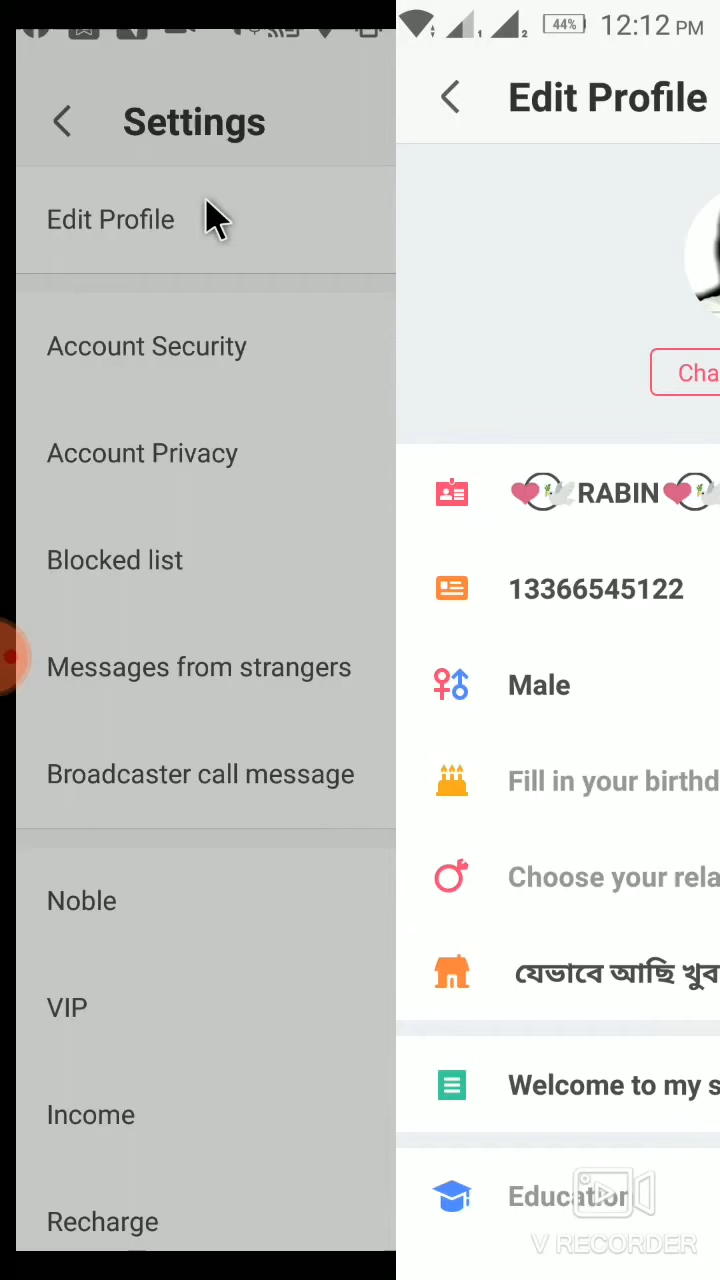 44%
12:12 PM
Settings
Edit Profile
Account Security
Account Privacy
Blocked list
Messages from strangers
Broadcaster call message
Noble
VIP
Income
Recharge
Edit Profile
Cha
RABIN
13366545122
Male
Fill in your birthd
Choose your rela
যেভাবে আছি খুব
Welcome to my s
Education
V RECORDER